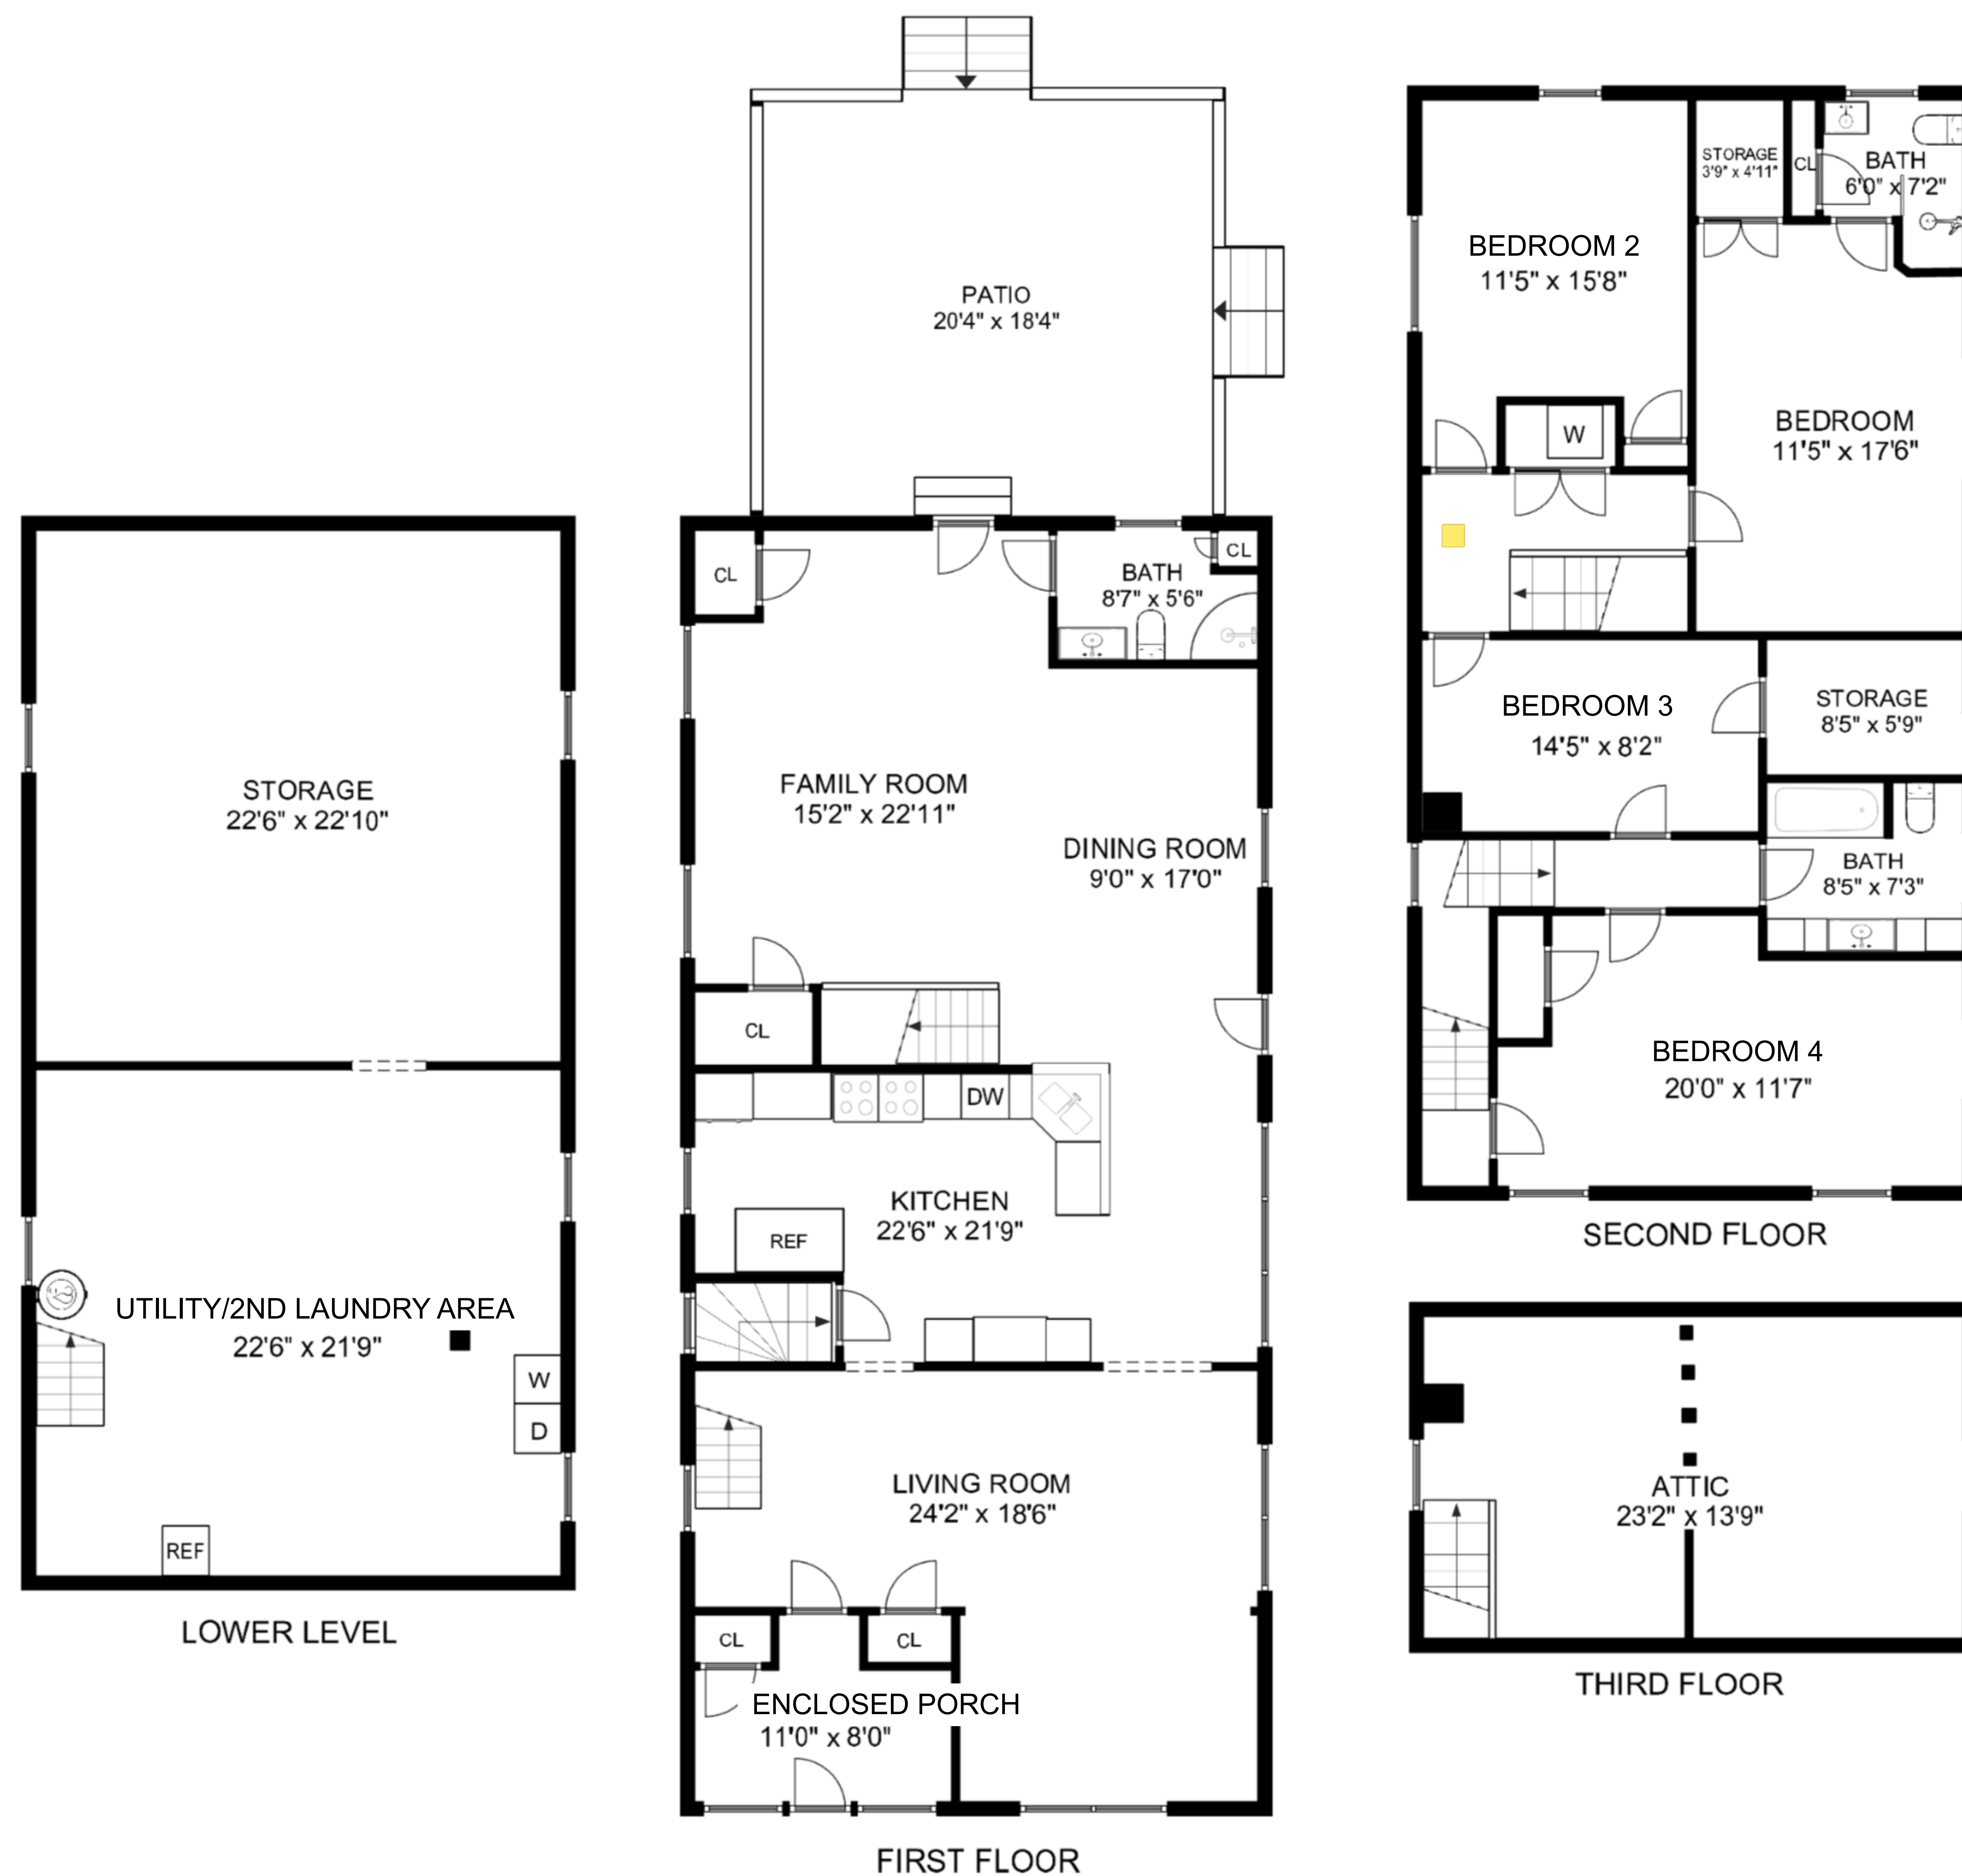 STORAGE
22'6" x 22'10"
UTILITY/2ND LAUNDRY AREA
22'6" x 21'9"
W
D
REF
LOWER LEVEL
PATIO
20'4" x 18'4"
CL
BATH
8'7" x 5'6"
CL
FAMILY ROOM
15'2" x 22'11"
DINING ROOM
9'0" x 17'0"
CL
DW
KITCHEN
22'6" x 21'9"
REF
LIVING ROOM
24'2" x 18'6"
CL
CL
ENCLOSED PORCH
11'0" x 8'0"
FIRST FLOOR
STORAGE
3'9" x 4'11"
CL
BATH
6'0" x 7'2"
BEDROOM 2
11'5" x 15'8"
W
BEDROOM
11'5" x 17'6"
BEDROOM 3
14'5" x 8'2"
STORAGE
8'5" x 5'9"
BATH
8'5" x 7'3"
BEDROOM 4
20'0" x 11'7"
SECOND FLOOR
ATTIC
23'2" x 13'9"
THIRD FLOOR